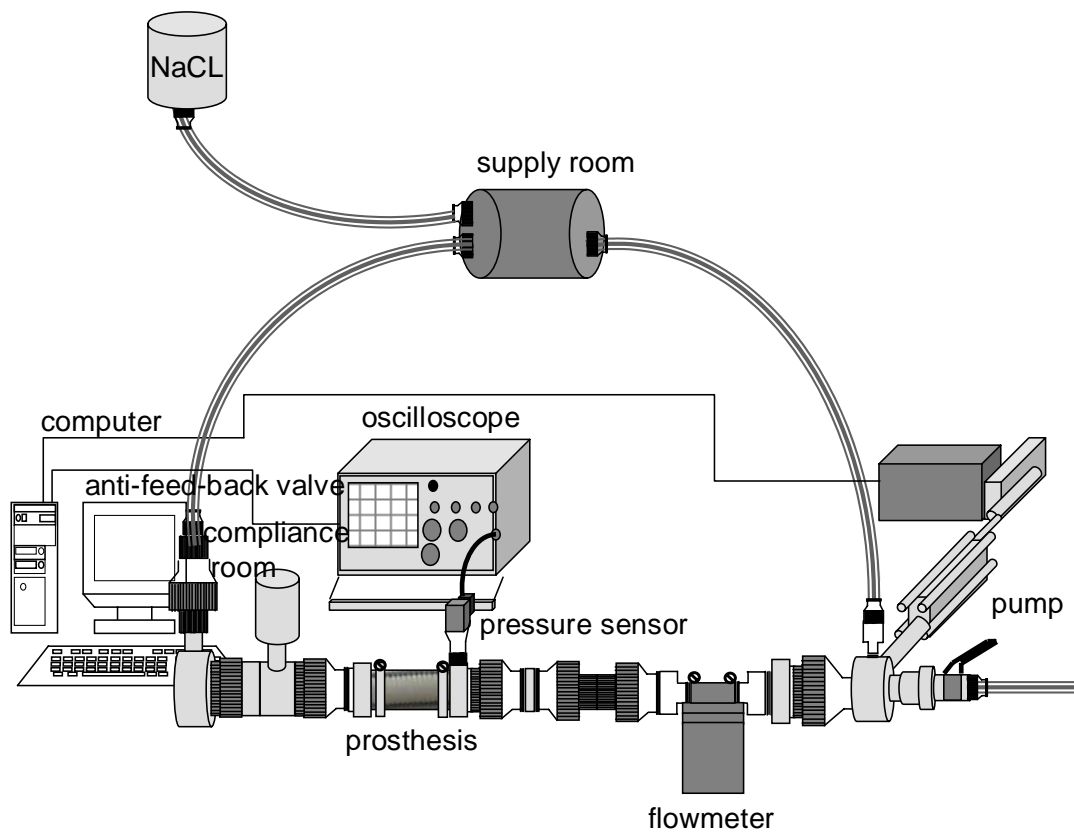 NaCL
supply room
computer
oscilloscope
anti-feed-back valve
compliance
room
pump
pressure sensor
prosthesis
flowmeter